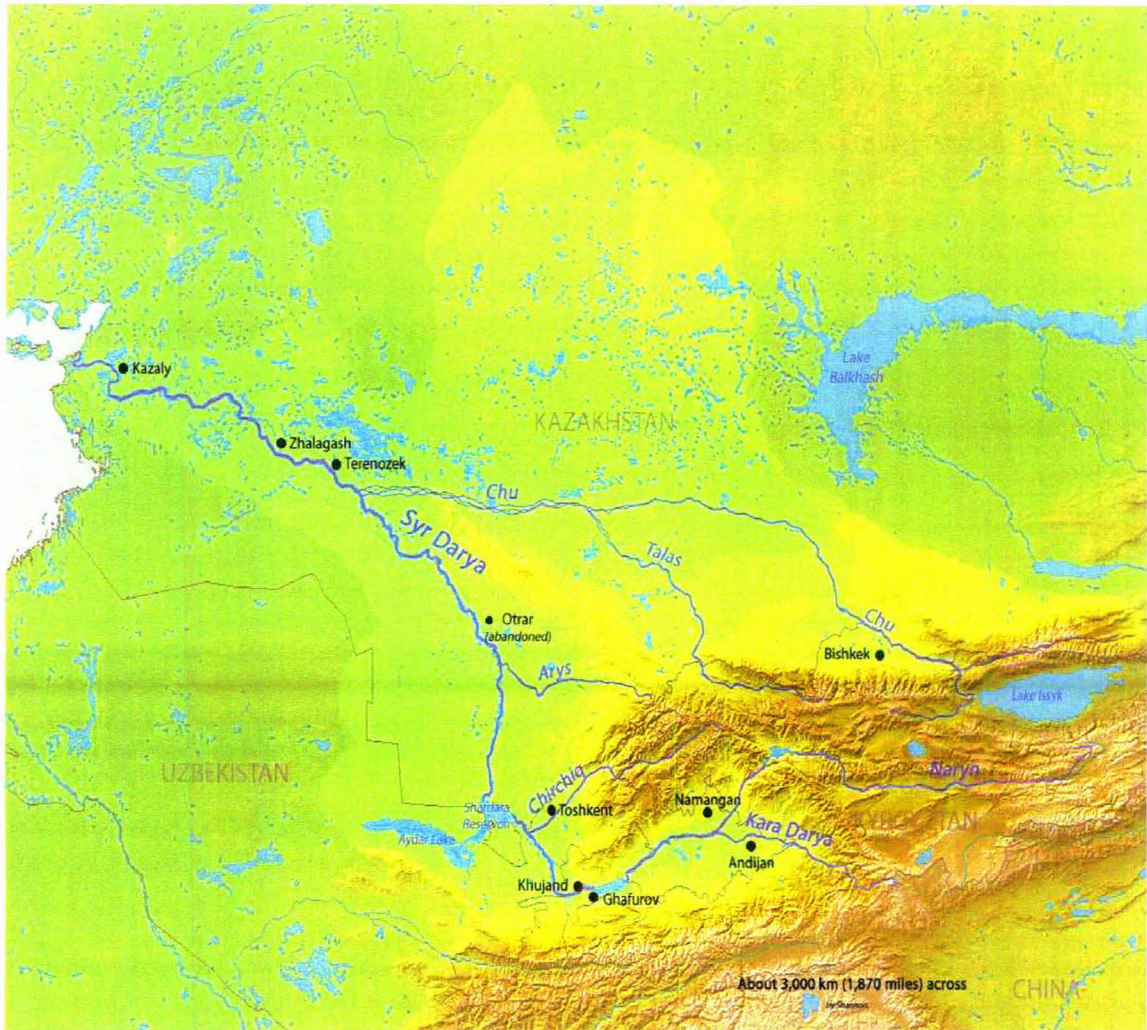 Kazaly
Lake
Balkhash
KAZAKHSTAN
Zhalagash
Terenozek
Chu
Syr Darya
Talas
Otrar
(abandoned)
Chu
Bishkek
Arys
Lake Issyk
UZBEKISTAN
Naryn
Chirchiq
Shardara
Reservoir
Toshkent
Namangan
Kara Darya
Aydar Lake
Andijan
Khujand
Ghafurov
About 3,000 km (1,870 miles) across
by Shannon
CHINA